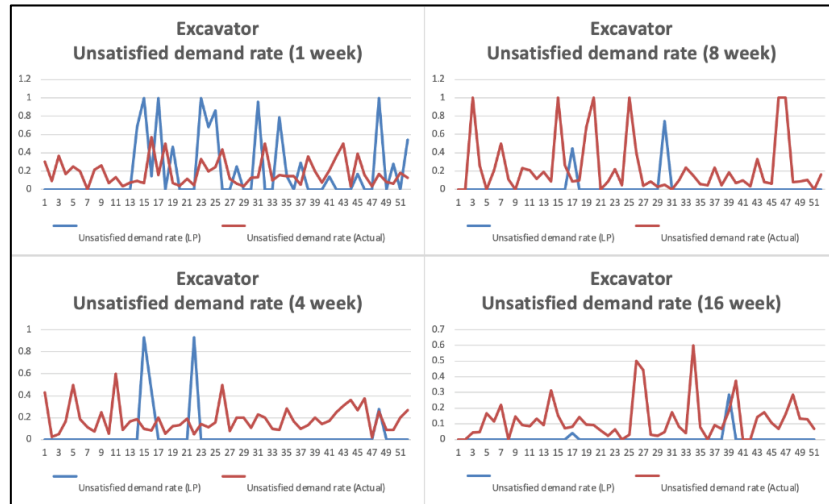 Excavator
Unsatisfied demand rate (1 week)
1.2
1
0.8
0.6
0.4
0.2
0
1 3 5 7 9 11 13 15 17 19 21 23 25 27 29 31 33 35 37 39 41 43 45 47 49 51
Unsatisfied demand rate (LP) Unsatisfied demand rate (Actual)
Excavator
Unsatisfied demand rate (8 week)
1.2
1
0.8
0.6
0.4
0.2
0
1 3 5 7 9 11 13 15 17 19 21 23 25 27 29 31 33 35 37 39 41 43 45 47 49 51
Unsatisfied demand rate (LP) Unsatisfied demand rate (Actual)
Excavator
Unsatisfied demand rate (4 week)
1
0.8
0.6
0.4
0.2
0
1 3 5 7 9 11 13 15 17 19 21 23 25 27 29 31 33 35 37 39 41 43 45 47 49 51
Unsatisfied demand rate (LP) Unsatisfied demand rate (Actual)
Excavator
Unsatisfied demand rate (16 week)
0.7
0.6
0.5
0.4
0.3
0.2
0.1
0
1 3 5 7 9 11 13 15 17 19 21 23 25 27 29 31 33 35 37 39 41 43 45 47 49 51
Unsatisfied demand rate (LP) Unsatisfied demand rate (Actual)